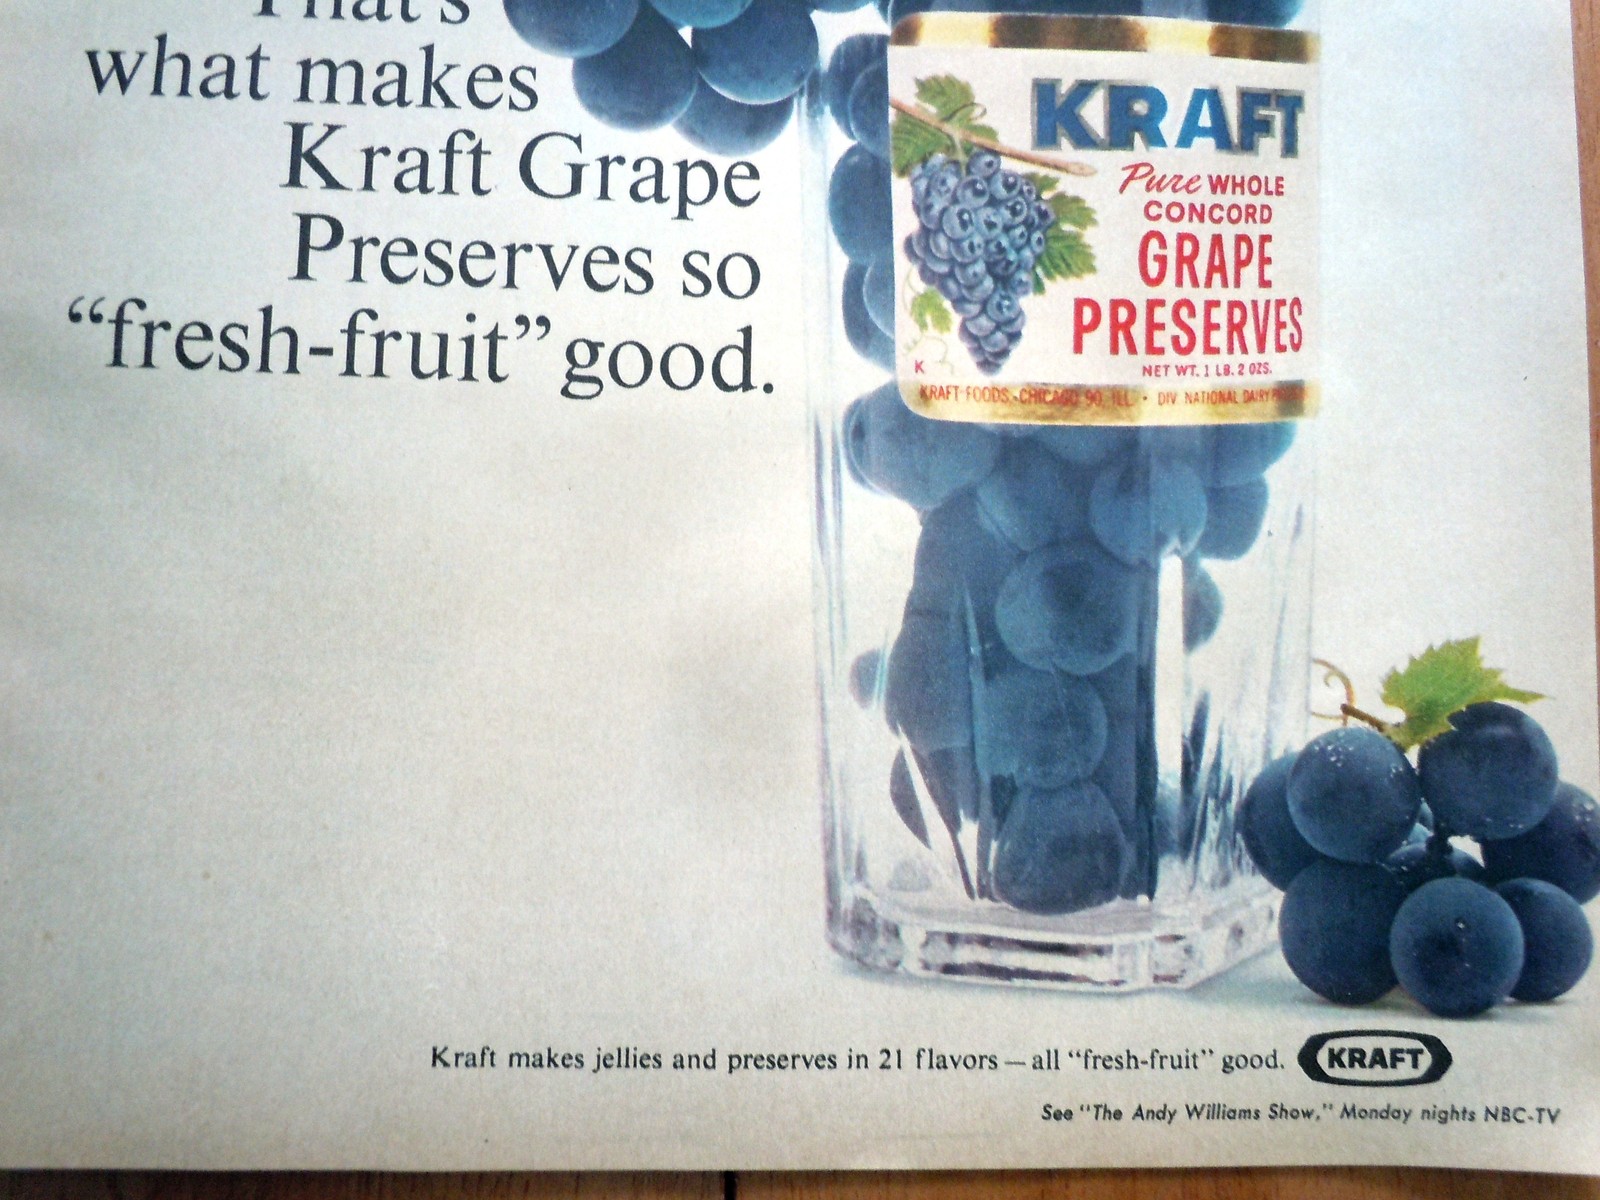 That's
what makes
Kraft Grape
Preserves so
“fresh-fruit” good.
KRAFT
Pure WHOLE
CONCORD
GRAPE
PRESERVES
NET WT. 1 LB. 2 OZS.
K
KRAFT FOODS • CHICAGO 90, ILL. • DIV NATIONAL DAIRY
Kraft makes jellies and preserves in 21 flavors — all “fresh-fruit” good.
KRAFT
See “The Andy Williams Show,” Monday nights NBC-TV